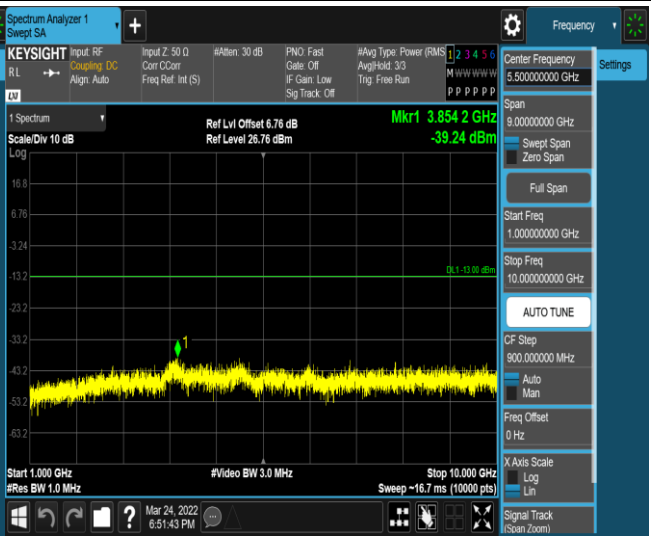 Spectrum Analyzer 1
Swept SA
+
Frequency
KEYSIGHT
Input: RF
Coupling: DC
Align: Auto
Input Z: 50 Ω
Corr CCorr
Freq Ref: Int (S)
#Atten: 30 dB
PNO: Fast
Gate: Off
IF Gain: Low
Sig Track: Off
#Avg Type: Power (RMS
Avg|Hold: 3/3
Trig: Free Run
1 2 3 4 5 6
M W W W W W
P P P P P P
R L
LXI
1 Spectrum
Ref Lvl Offset 6.76 dB
Mkr1 3.854 2 GHz
Scale/Div 10 dB
Ref Level 26.76 dBm
-39.24 dBm
Log
16.8
6.76
-3.24
-13.2
DL1 -13.00 dBm
-23.2
-33.2
1
-43.2
-53.2
-63.2
Start 1.000 GHz
#Video BW 3.0 MHz
Stop 10.000 GHz
#Res BW 1.0 MHz
Sweep ~16.7 ms (10000 pts)
?
Mar 24, 2022
6:51:43 PM
Center Frequency
5.500000000 GHz
Settings
Span
9.00000000 GHz
Swept Span
Zero Span
Full Span
Start Freq
1.000000000 GHz
Stop Freq
10.000000000 GHz
AUTO TUNE
CF Step
900.000000 MHz
Auto
Man
Freq Offset
0 Hz
X Axis Scale
Log
Lin
Signal Track
(Span Zoom)